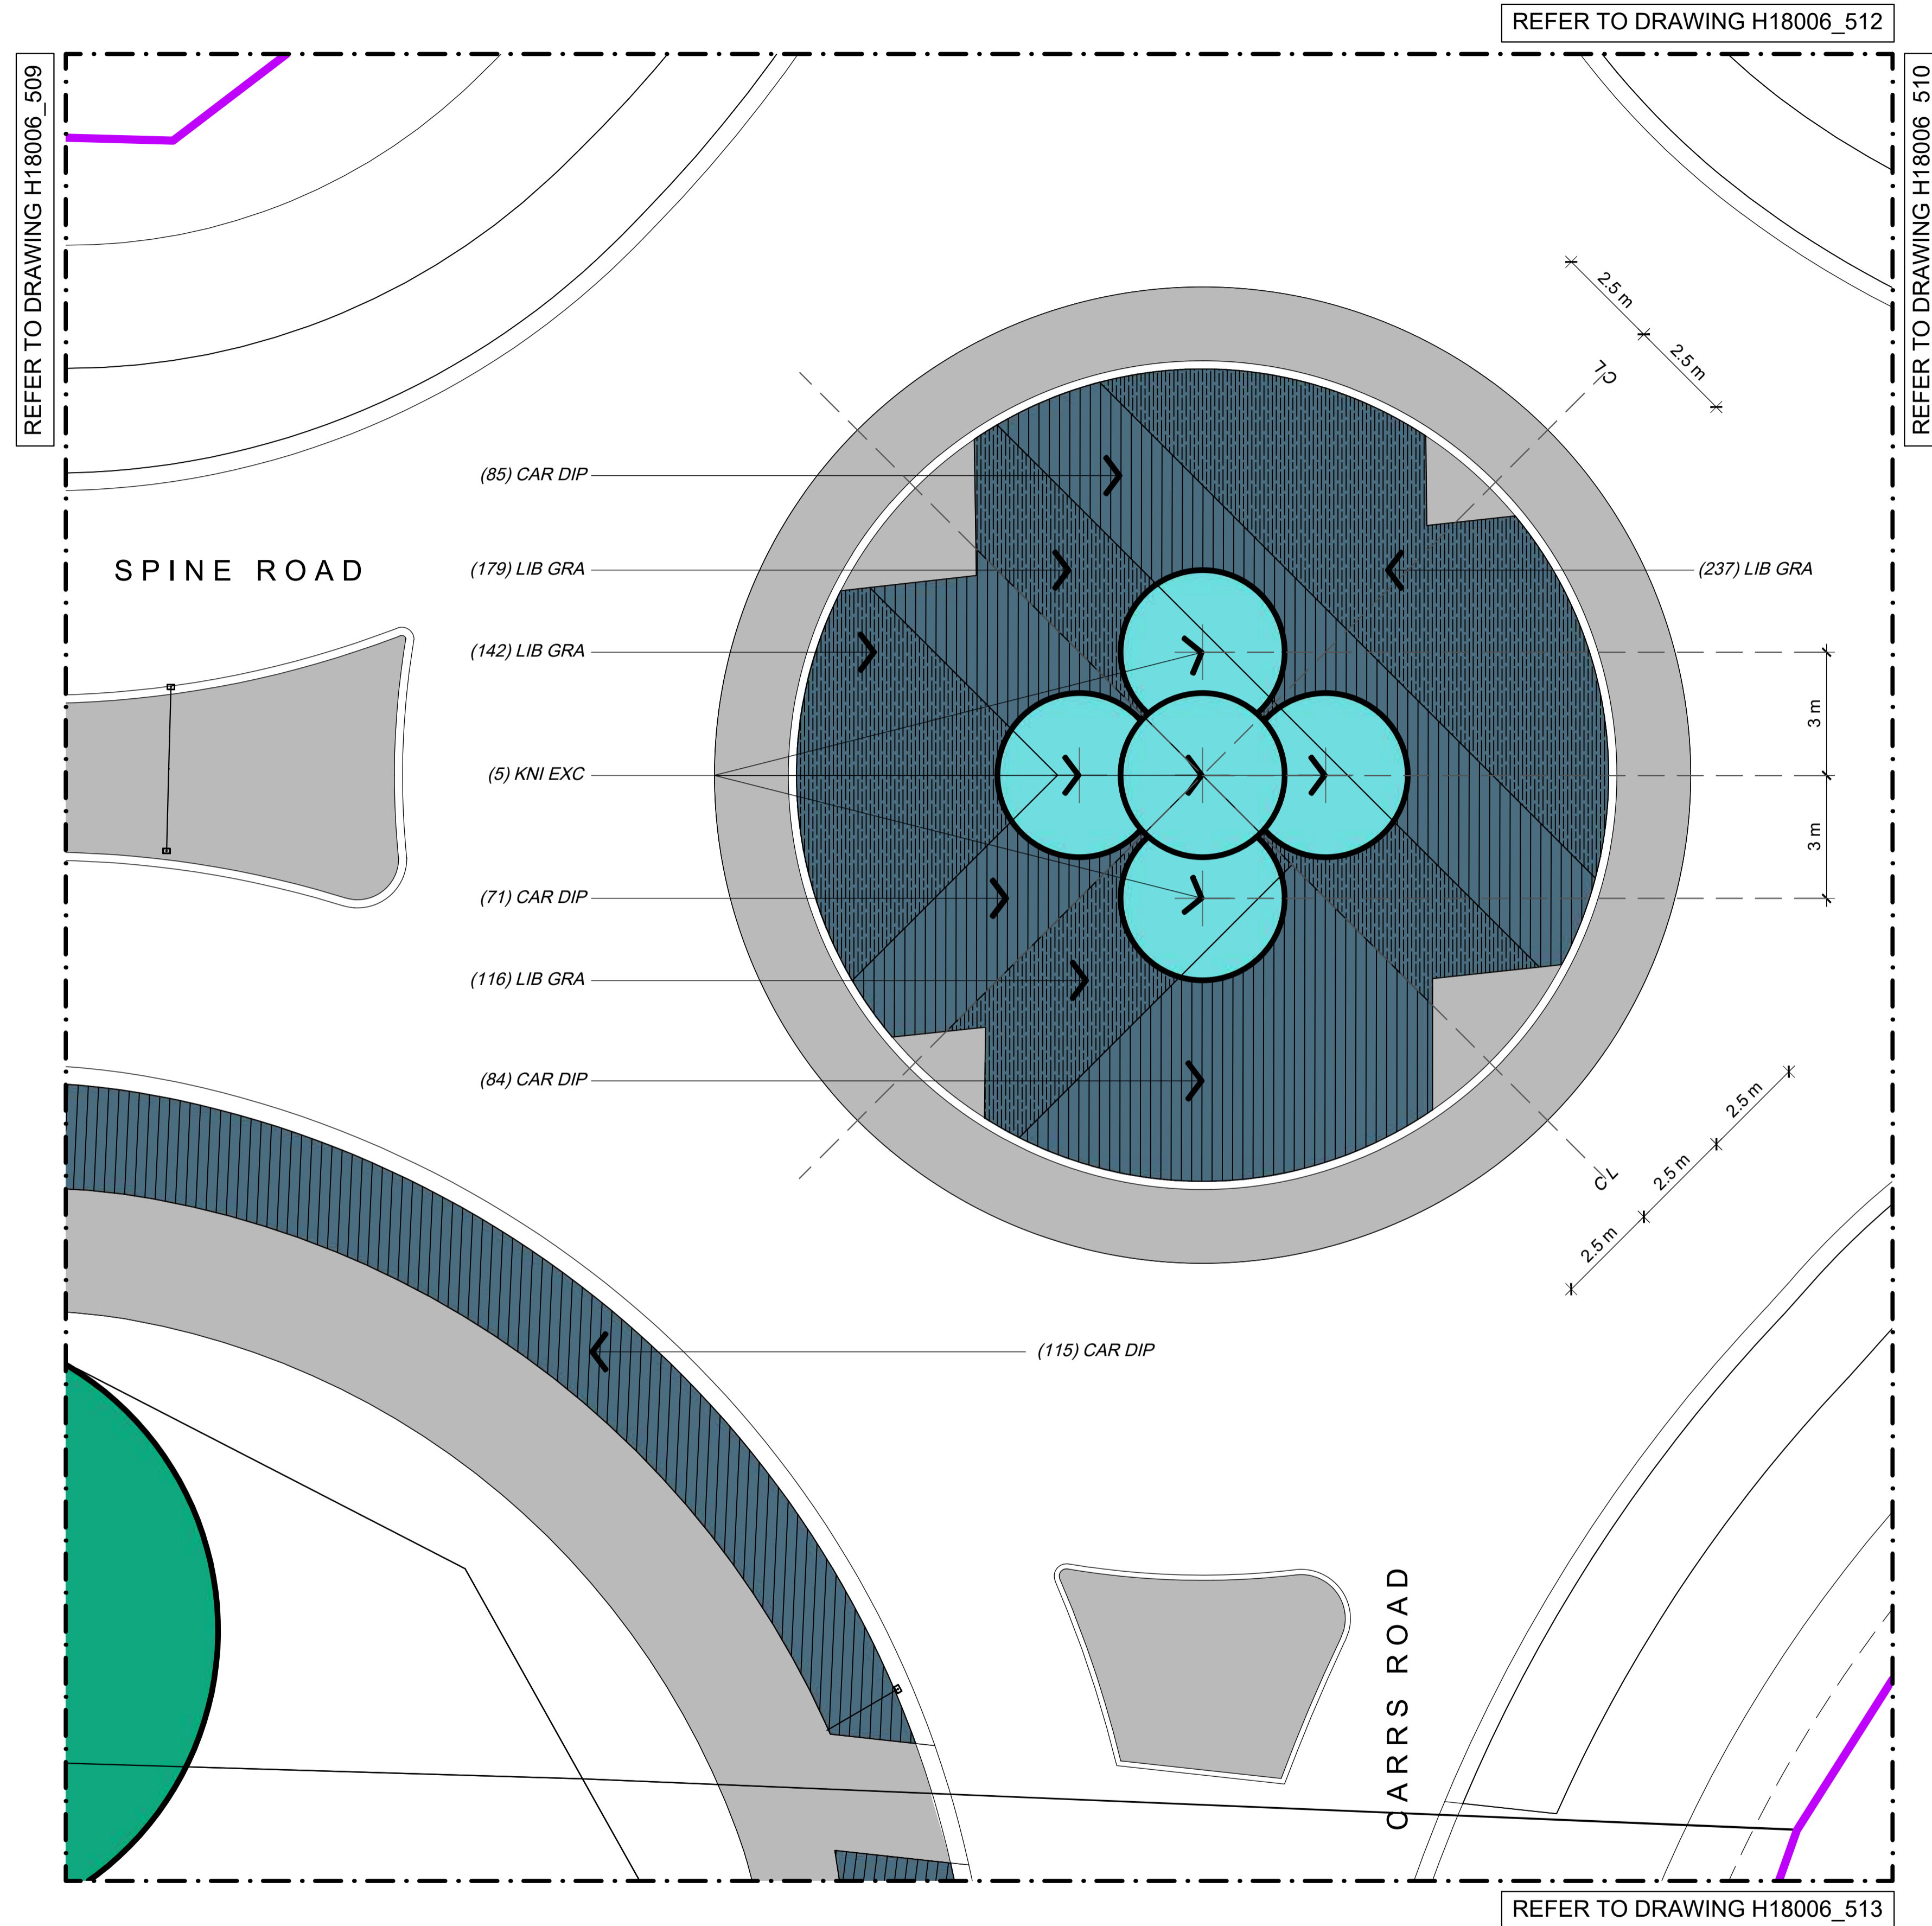 REFER TO DRAWING H18006_512
REFER TO DRAWING H18006_509
REFER TO DRAWING H18006_510
2.5 m
2.5 m
CL
(85) CAR DIP
SPINE ROAD
(179) LIB GRA
(237) LIB GRA
(142) LIB GRA
3 m
(5) KNI EXC
3 m
(71) CAR DIP
(116) LIB GRA
(84) CAR DIP
2.5 m
2.5 m
2.5 m
CL
(115) CAR DIP
CARRS ROAD
REFER TO DRAWING H18006_513